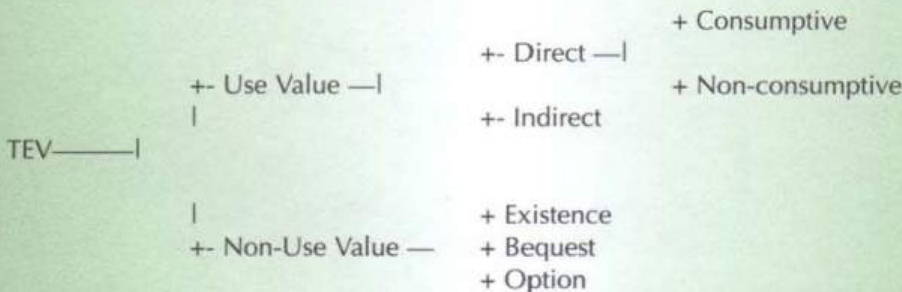 + Consumptive
+- Direct —|
+- Use Value —|
+ Non-consumptive
|
+- Indirect
TEV———|
|
+ Existence
+ Bequest
+- Non-Use Value —
+ Option